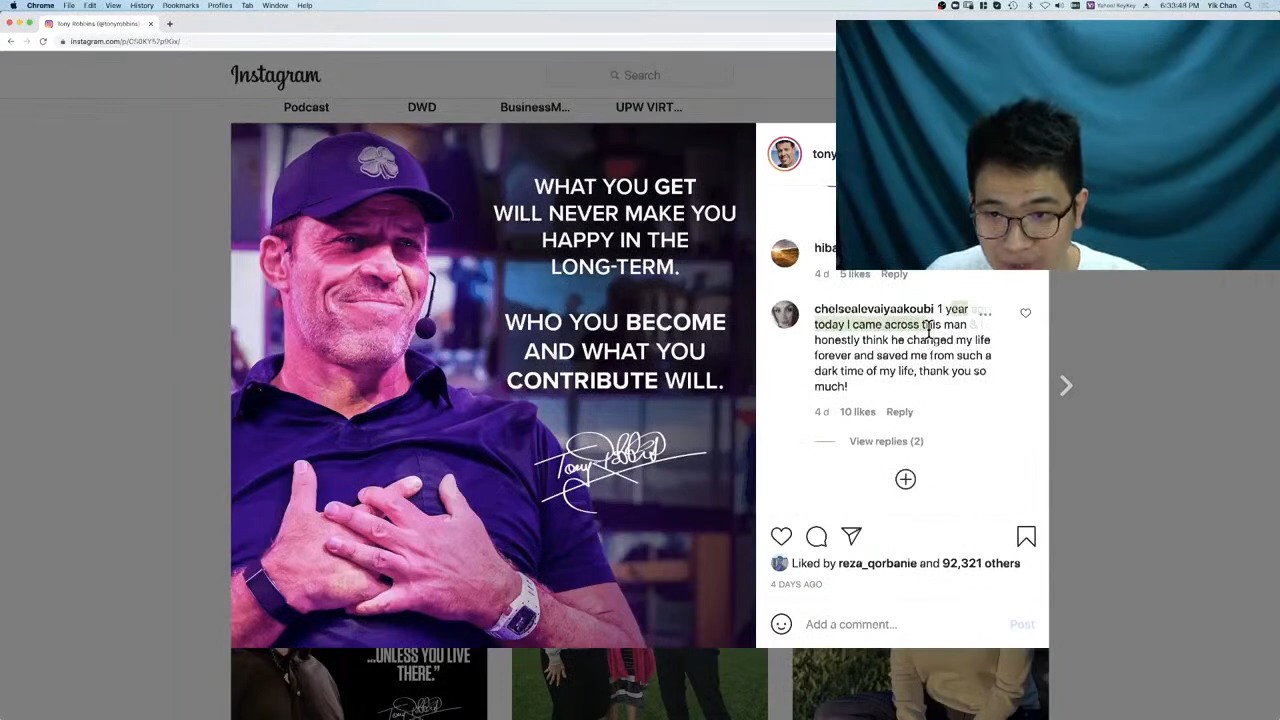 Chrome File Edit View History Bookmarks Profiles Tab Window Help
Yahoo! KeyKey 6:33:48 PM Yik Chan
Tony Robbins (@tonyrobbins)
instagram.com/p/
Instagram
Search
Podcast DWD BusinessM... UPW VIRT...
WHAT YOU GET
WILL NEVER MAKE YOU
HAPPY IN THE
LONG-TERM.
WHO YOU BECOME
AND WHAT YOU
CONTRIBUTE WILL.
Tony Robbins
tony
hiba
4 d 5 likes Reply
chelsealevaiyaakoubi 1 year
today I came across this man & I
honestly think he changed my life
forever and saved me from such a
dark time of my life, thank you so
much!
4 d 10 likes Reply
View replies (2)
Liked by reza_qorbanie and 92,321 others
4 DAYS AGO
Add a comment... Post
...UNLESS YOU LIVE
THERE."